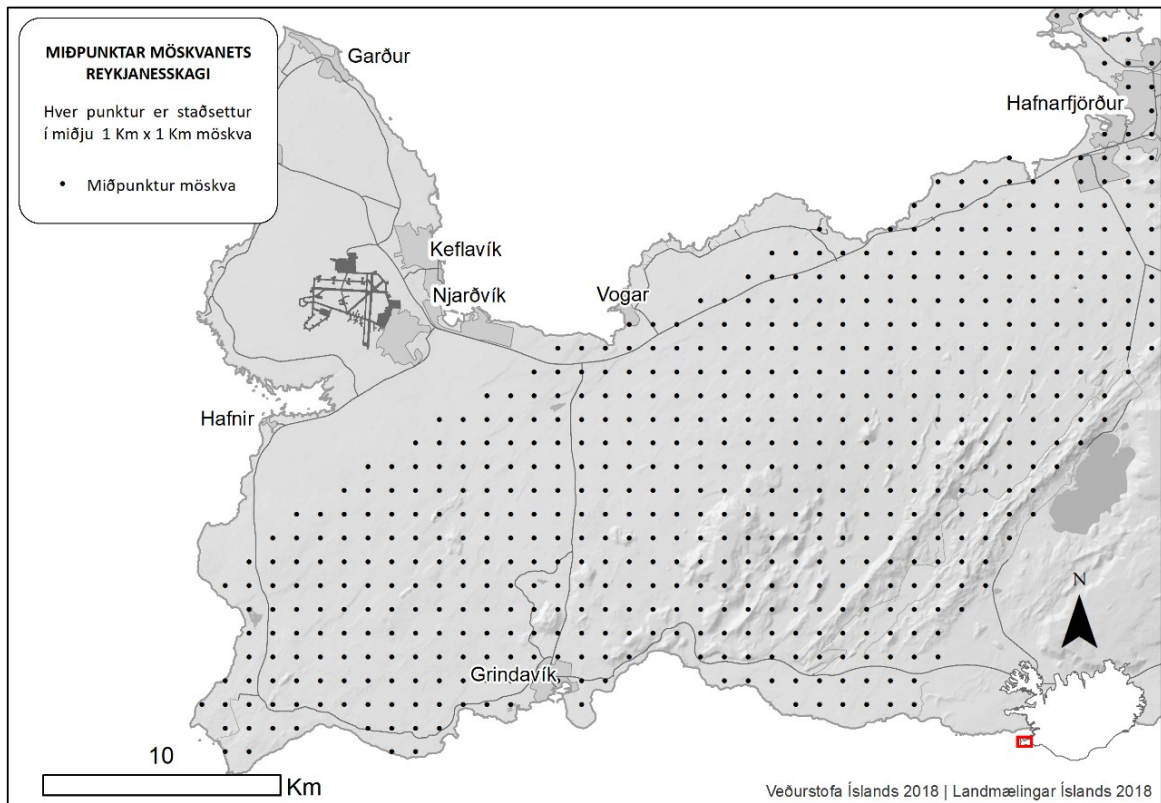 MIÐPUNKTAR MÖSKVANETS
REYKJANESSKAGI
Hver punktur er staðsettur
í miðju 1 Km x 1 Km möskva
Miðpunktur möskva
Garður
Hafnarfjörður
Keflavík
Njarðvík
Vogar
Hafnir
N
Grindavík
10
Km
Veðurstofa Íslands 2018 | Landmælingar Íslands 2018